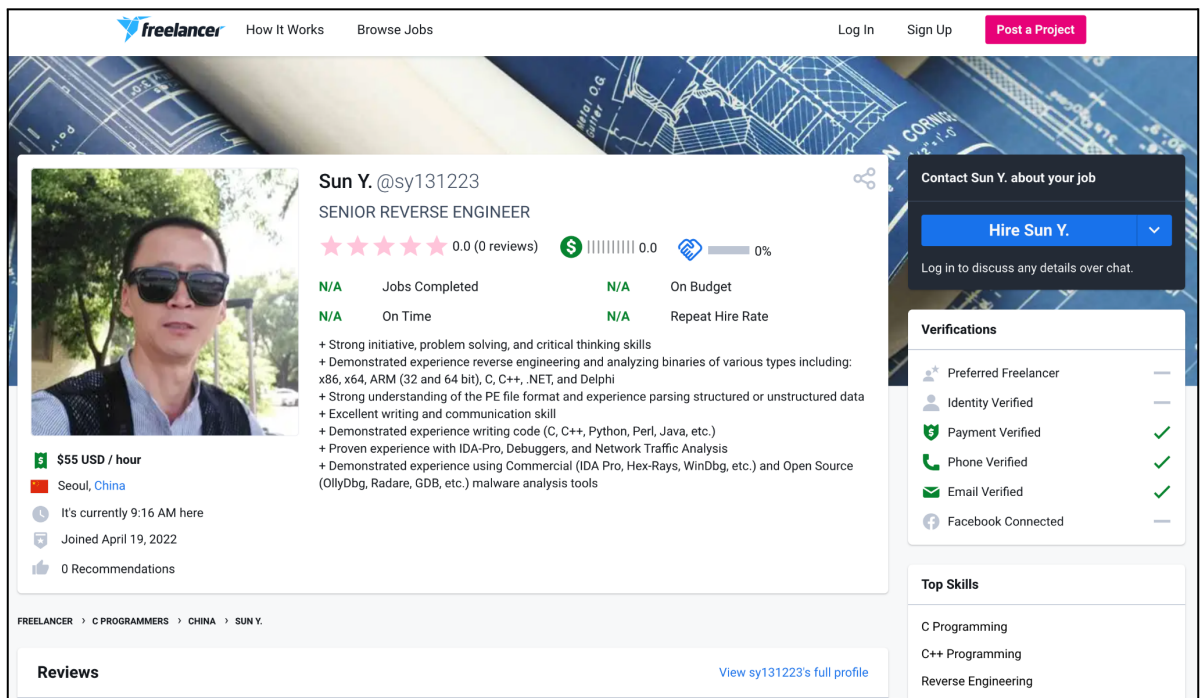 freelancer How It Works Browse Jobs Log In Sign Up Post a Project
Metal O.G.
Gutter
CORNICE
2"=1'-0"
Sun Y. @sy131223
SENIOR REVERSE ENGINEER
0.0 (0 reviews) $ 0.0 0%
N/A Jobs Completed N/A On Budget
N/A On Time N/A Repeat Hire Rate
+ Strong initiative, problem solving, and critical thinking skills
+ Demonstrated experience reverse engineering and analyzing binaries of various types including:
x86, x64, ARM (32 and 64 bit), C, C++, .NET, and Delphi
+ Strong understanding of the PE file format and experience parsing structured or unstructured data
+ Excellent writing and communication skill
+ Demonstrated experience writing code (C, C++, Python, Perl, Java, etc.)
+ Proven experience with IDA-Pro, Debuggers, and Network Traffic Analysis
+ Demonstrated experience using Commercial (IDA Pro, Hex-Rays, WinDbg, etc.) and Open Source
(OllyDbg, Radare, GDB, etc.) malware analysis tools
$ $55 USD / hour
Seoul, China
It's currently 9:16 AM here
Joined April 19, 2022
0 Recommendations
Contact Sun Y. about your job
Hire Sun Y.
Log in to discuss any details over chat.
Verifications
Preferred Freelancer
Identity Verified
Payment Verified
Phone Verified
Email Verified
Facebook Connected
Top Skills
C Programming
C++ Programming
Reverse Engineering
FREELANCER › C PROGRAMMERS › CHINA › SUN Y.
Reviews View sy131223's full profile